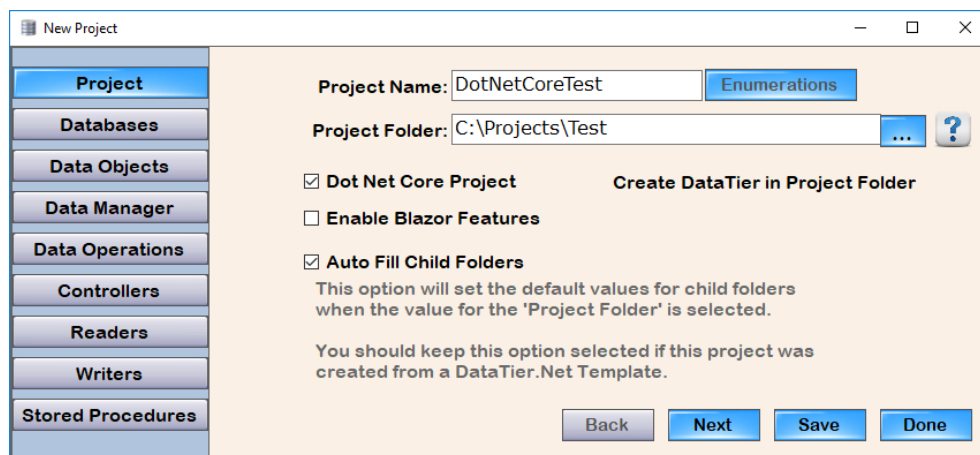 New Project
Project
Databases
Data Objects
Data Manager
Data Operations
Controllers
Readers
Writers
Stored Procedures
Project Name: DotNetCoreTest Enumerations
Project Folder: C:\Projects\Test ... ?
Dot Net Core Project Create DataTier in Project Folder
Enable Blazor Features
Auto Fill Child Folders
This option will set the default values for child folders
when the value for the 'Project Folder' is selected.
You should keep this option selected if this project was
created from a DataTier.Net Template.
Back Next Save Done